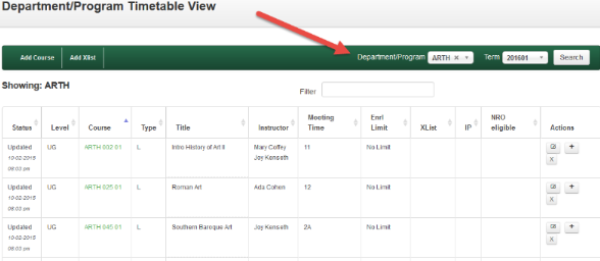 Department/Program Timetable View
Add Course Add Xlist Department/Program ARTH × Term 201601 Search
Showing: ARTH
Filter
Status Level Course Type Title Instructor Meeting Time Enrl Limit XList IP NRO eligible Actions
Updated UG ARTH 002 01 L Intro History of Art II Mary Coffey 11 No Limit
10-02-2015 Joy Kenseth
06:03 pm X
Updated UG ARTH 025 01 L Roman Art Ada Cohen 12 No Limit
10-02-2015
06:03 pm X
Updated UG ARTH 045 01 L Southern Baroque Art Joy Kenseth 2A No Limit
10-02-2015
06:03 pm X